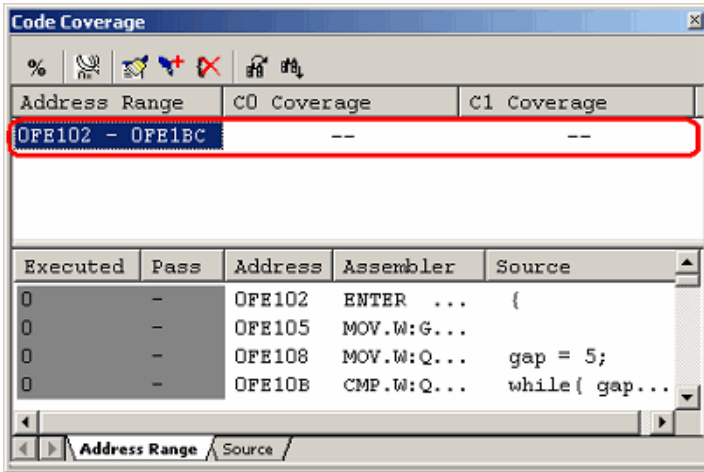 Code Coverage
%
Address Range C0 Coverage C1 Coverage
0FE102 - 0FE1BC -- --
Executed Pass Address Assembler Source
0 - 0FE102 ENTER ... {
0 - 0FE105 MOV.W:G...
0 - 0FE108 MOV.W:Q... gap = 5;
0 - 0FE10B CMP.W:Q... while( gap...
Address Range Source